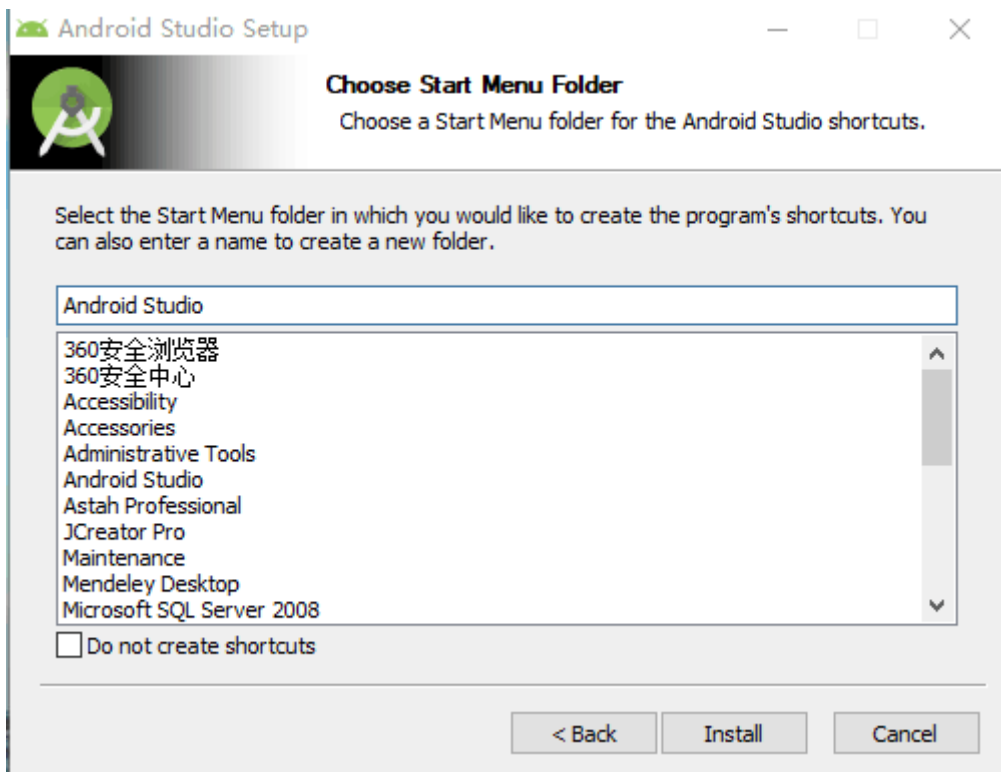 Android Studio Setup
Choose Start Menu Folder
Choose a Start Menu folder for the Android Studio shortcuts.
Select the Start Menu folder in which you would like to create the program's shortcuts. You
can also enter a name to create a new folder.
Android Studio
360安全浏览器
360安全中心
Accessibility
Accessories
Administrative Tools
Android Studio
Astah Professional
JCreator Pro
Maintenance
Mendeley Desktop
Microsoft SQL Server 2008
Do not create shortcuts
< Back Install Cancel